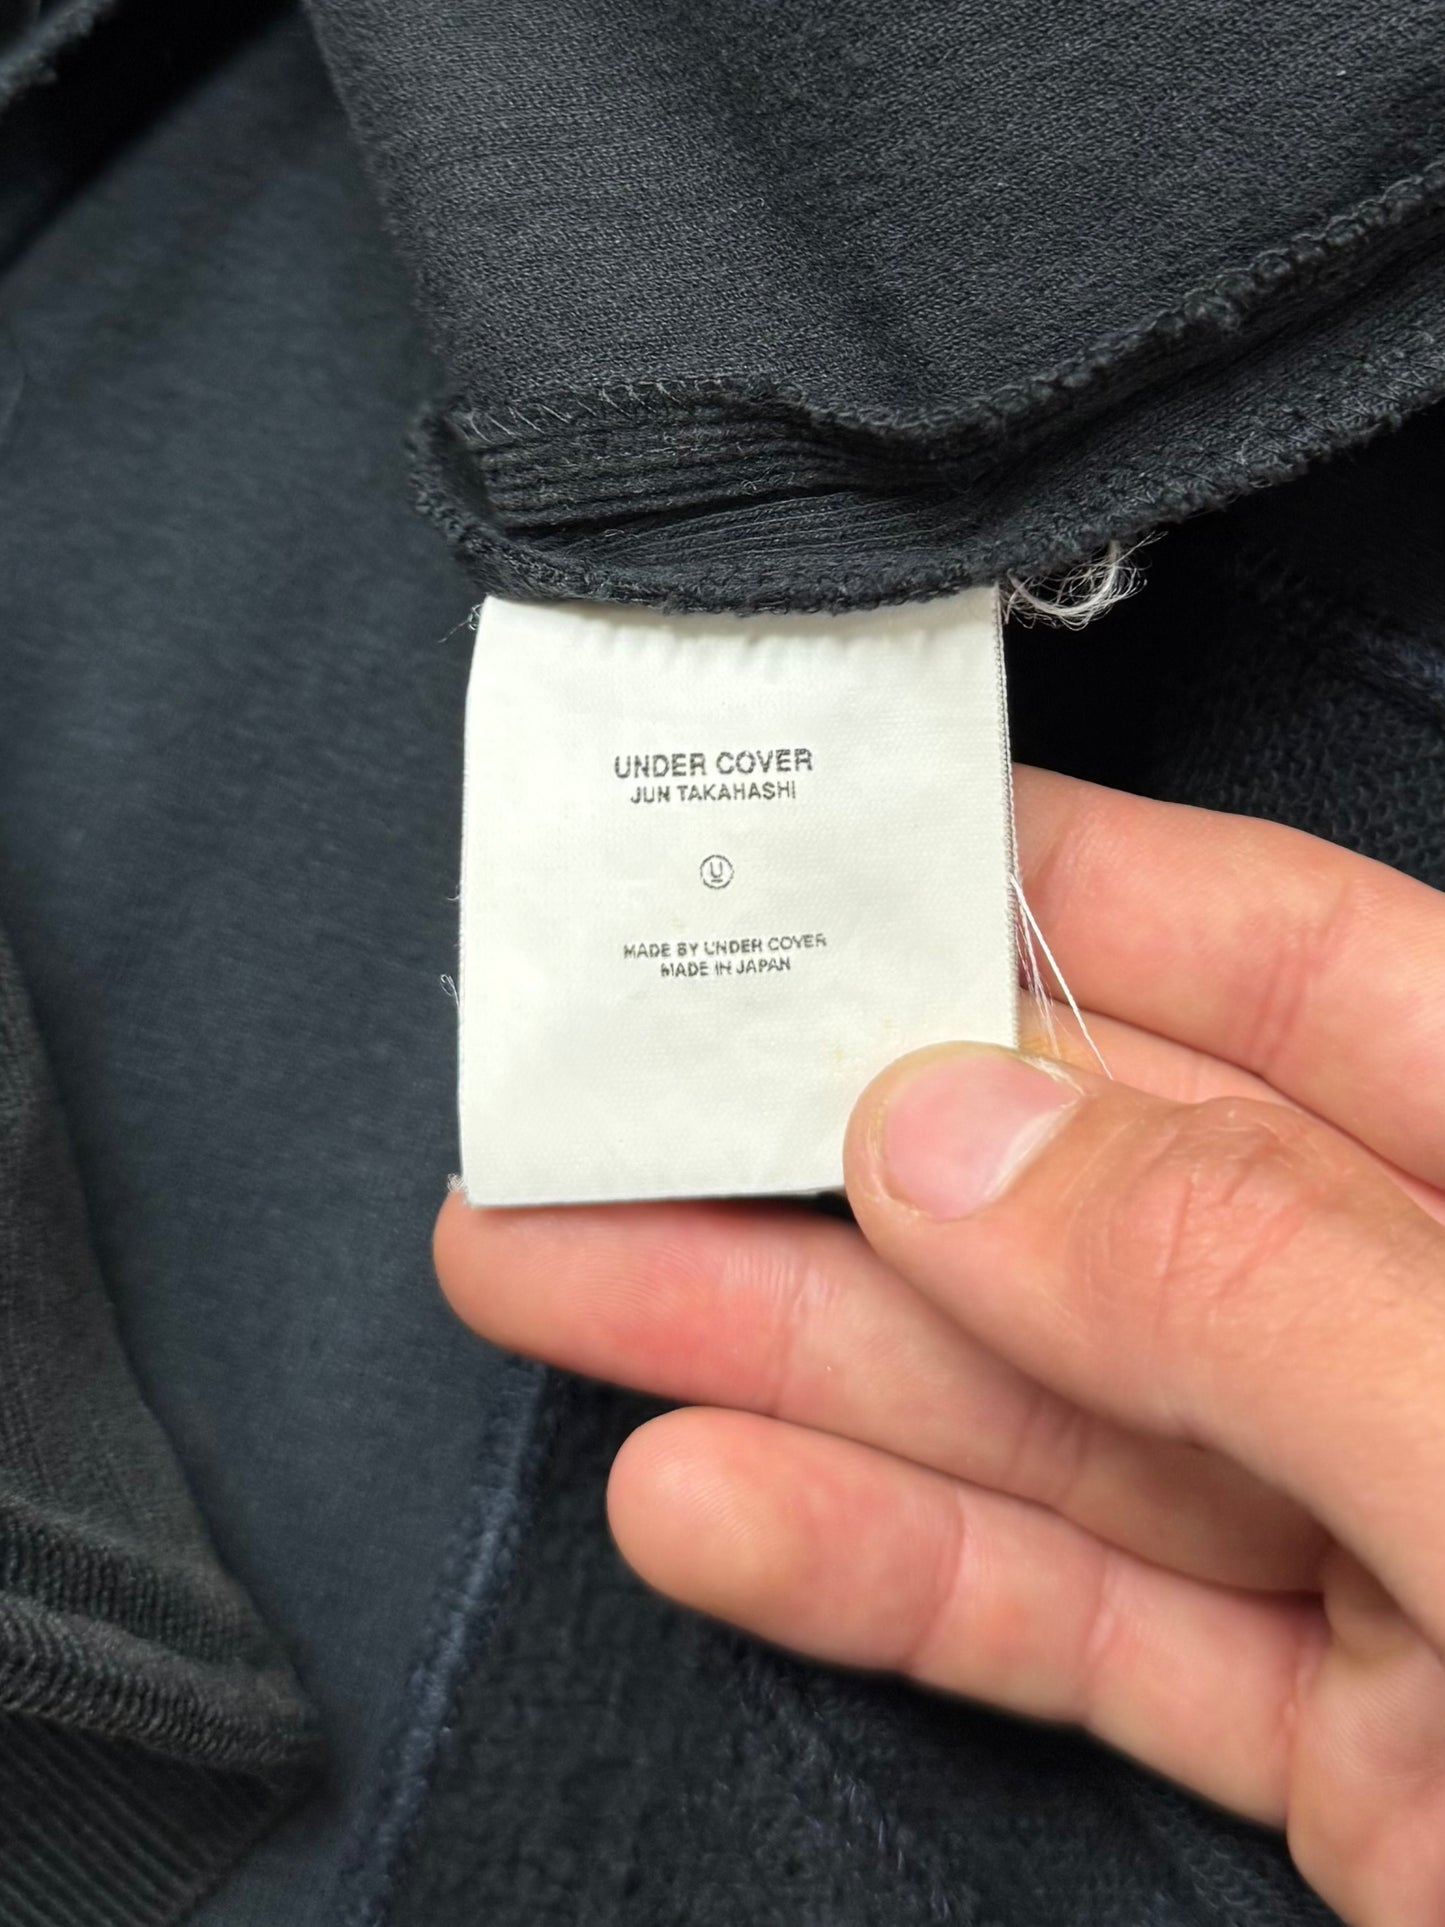 UNDER COVER
JUN TAKAHASHI
U
MADE BY UNDER COVER
MADE IN JAPAN